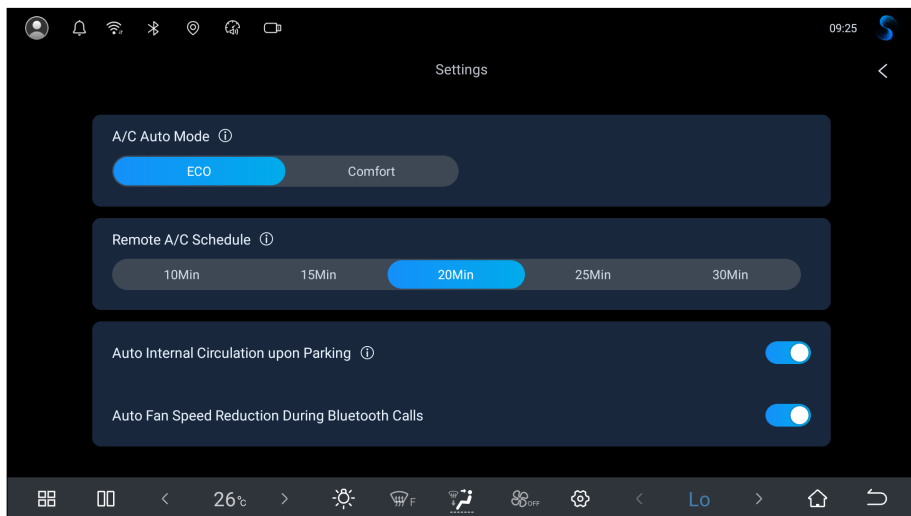 09:25
Settings
A/C Auto Mode
ECO Comfort
Remote A/C Schedule
10Min 15Min 20Min 25Min 30Min
Auto Internal Circulation upon Parking
Auto Fan Speed Reduction During Bluetooth Calls
26°C F OFF Lo